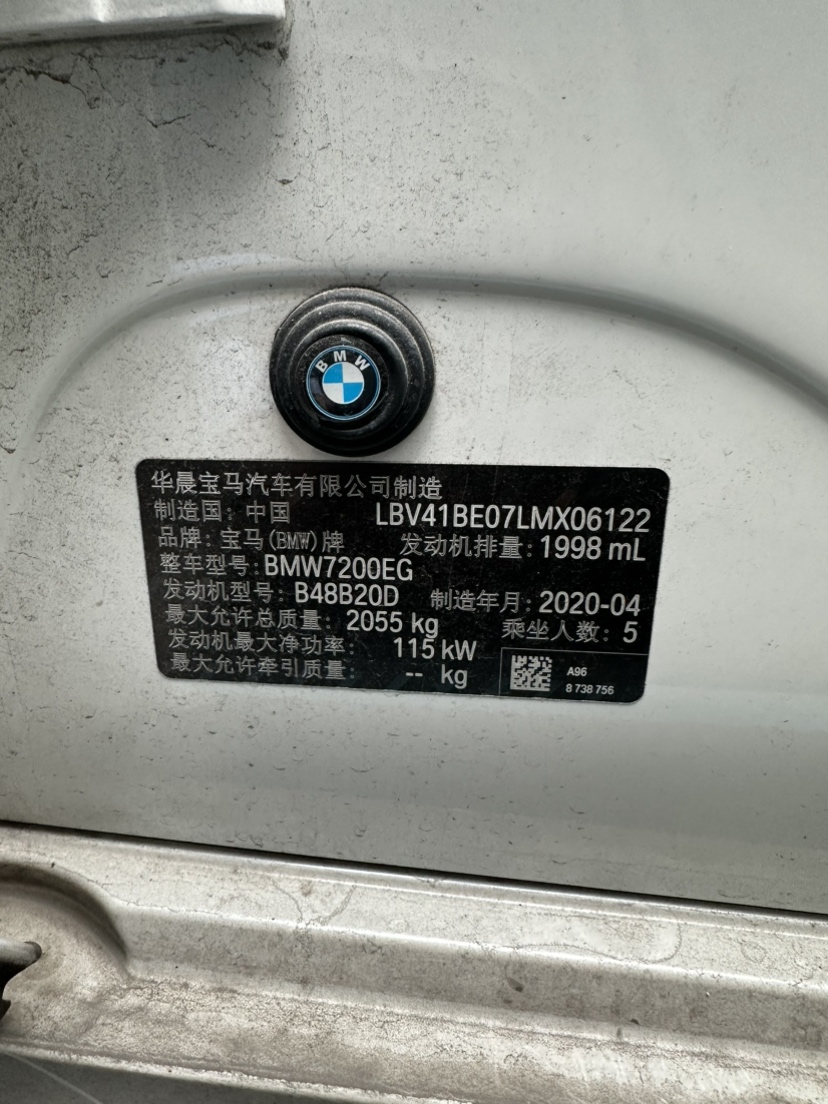 BMW
华晨宝马汽车有限公司制造
制造国：中国 LBV41BE07LMX06122
品牌：宝马(BMW)牌 发动机排量：1998 mL
整车型号：BMW7200EG
发动机型号：B48B20D 制造年月：2020-04
最大允许总质量：2055 kg 乘坐人数：5
发动机最大净功率：115 kW
最大允许牵引质量：-- kg
A96
8 738 756